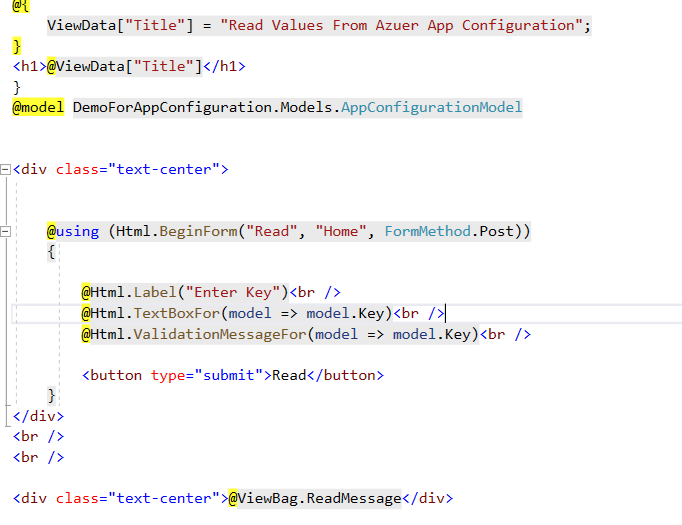 @{
ViewData["Title"] = "Read Values From Azuer App Configuration";
}
<h1>@ViewData["Title"]</h1>
}
@model DemoForAppConfiguration.Models.AppConfigurationModel
<div class="text-center">
@using (Html.BeginForm("Read", "Home", FormMethod.Post))
{
@Html.Label("Enter Key")<br />
@Html.TextBoxFor(model => model.Key)<br />
@Html.ValidationMessageFor(model => model.Key)<br />
<button type="submit">Read</button>
}
</div>
<br />
<br />
<div class="text-center">@ViewBag.ReadMessage</div>